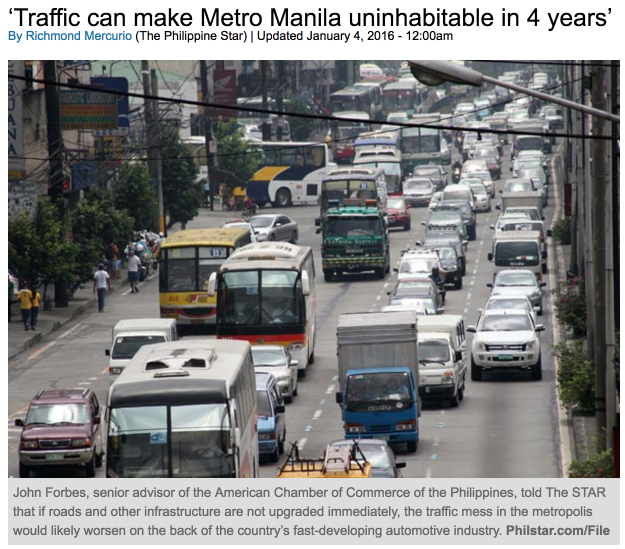 ‘Traffic can make Metro Manila uninhabitable in 4 years’
By Richmond Mercurio (The Philippine Star) | Updated January 4, 2016 - 12:00am
ISUZU
John Forbes, senior advisor of the American Chamber of Commerce of the Philippines, told The STAR
that if roads and other infrastructure are not upgraded immediately, the traffic mess in the metropolis
would likely worsen on the back of the country’s fast-developing automotive industry. Philstar.com/File